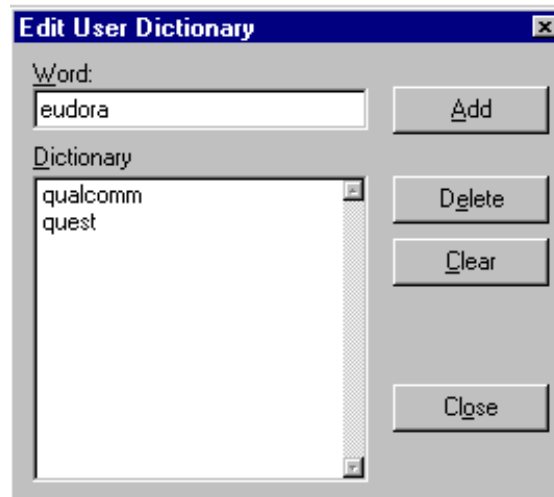 Edit User Dictionary
Word:
eudora
Add
Dictionary
qualcomm
quest
Delete
Clear
Close